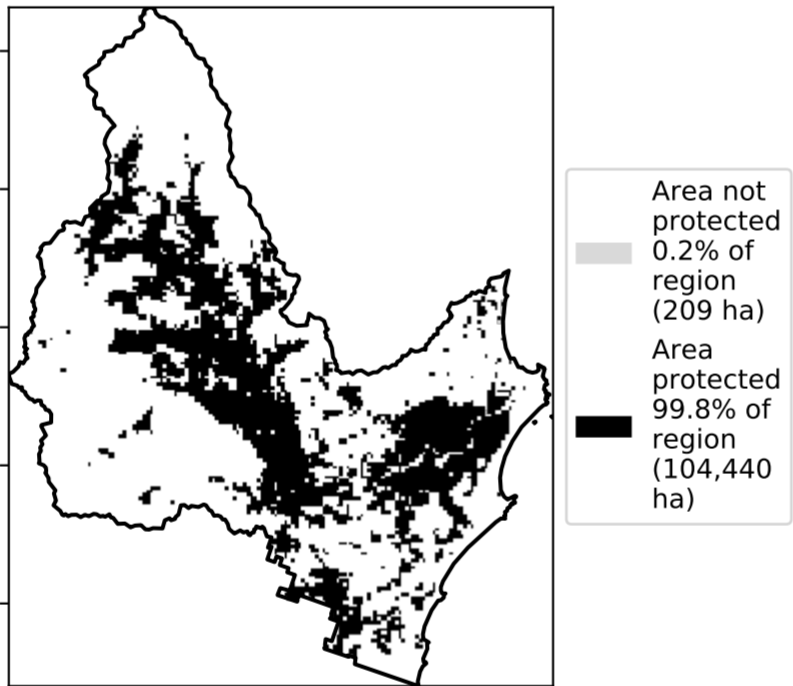 Area not
protected
0.2% of
region
(209 ha)
Area
protected
99.8% of
region
(104,440
ha)